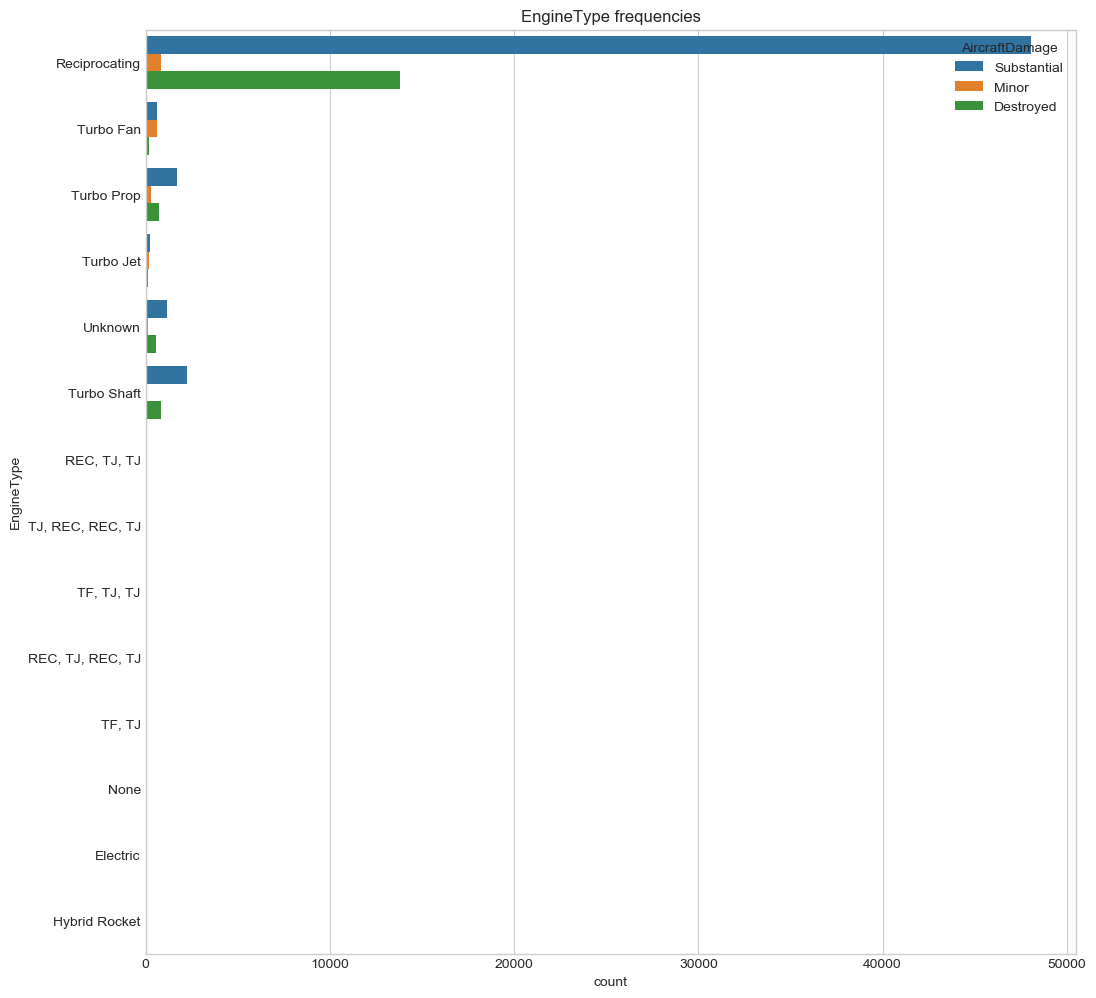 EngineType frequencies
AircraftDamage
Substantial
Minor
Destroyed
EngineType
Reciprocating
Turbo Fan
Turbo Prop
Turbo Jet
Unknown
Turbo Shaft
REC, TJ, TJ
TJ, REC, REC, TJ
TF, TJ, TJ
REC, TJ, REC, TJ
TF, TJ
None
Electric
Hybrid Rocket
0 10000 20000 30000 40000 50000
count